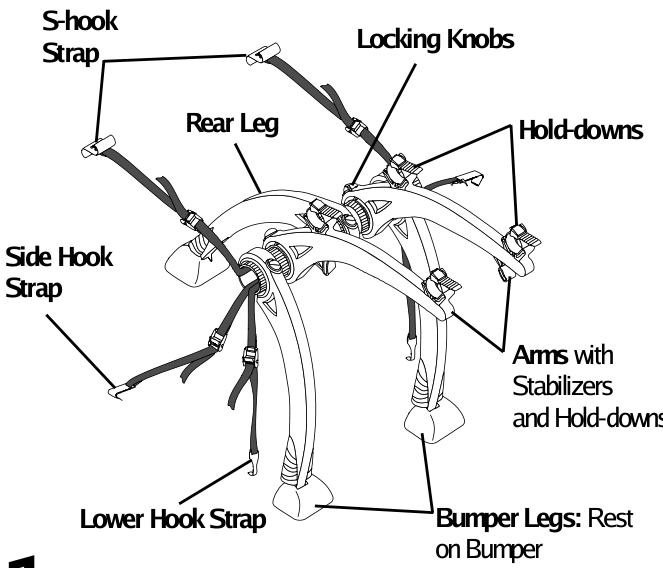 S-hook
Strap
Locking Knobs
Rear Leg
Hold-downs
Side Hook
Strap
Arms with
Stabilizers
and Hold-downs
Lower Hook Strap
Bumper Legs: Rest
on Bumper